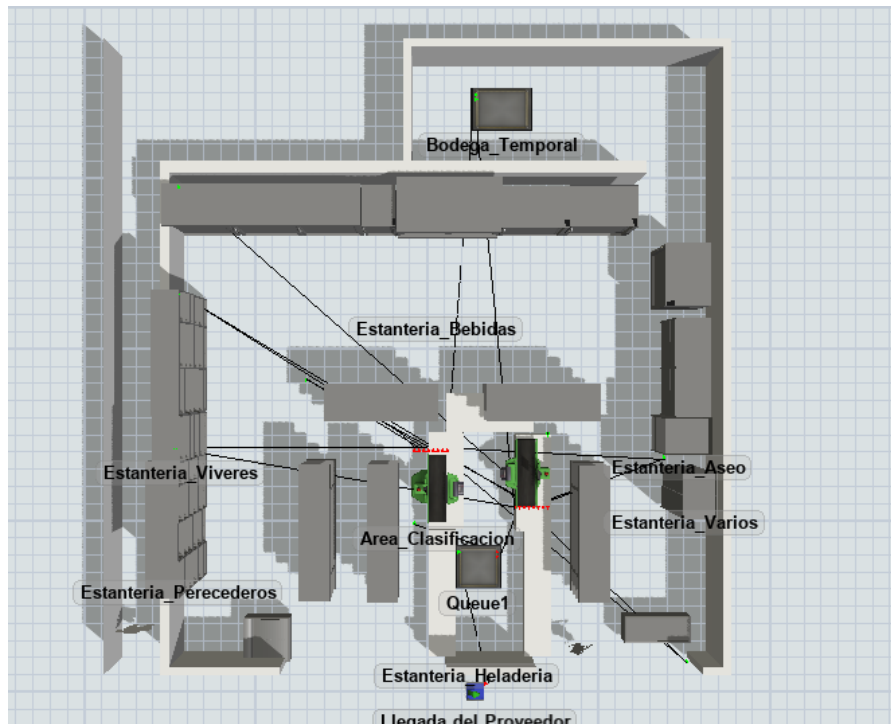 Bodega_Temporal
Estanteria_Bebidas
Estanteria_Viveres
Estanteria_Aseo
Estanteria_Varios
Area_Clasificacion
Estanteria_Perecederos
Queue1
Estanteria_Heladeria
Llegada del Proveedor